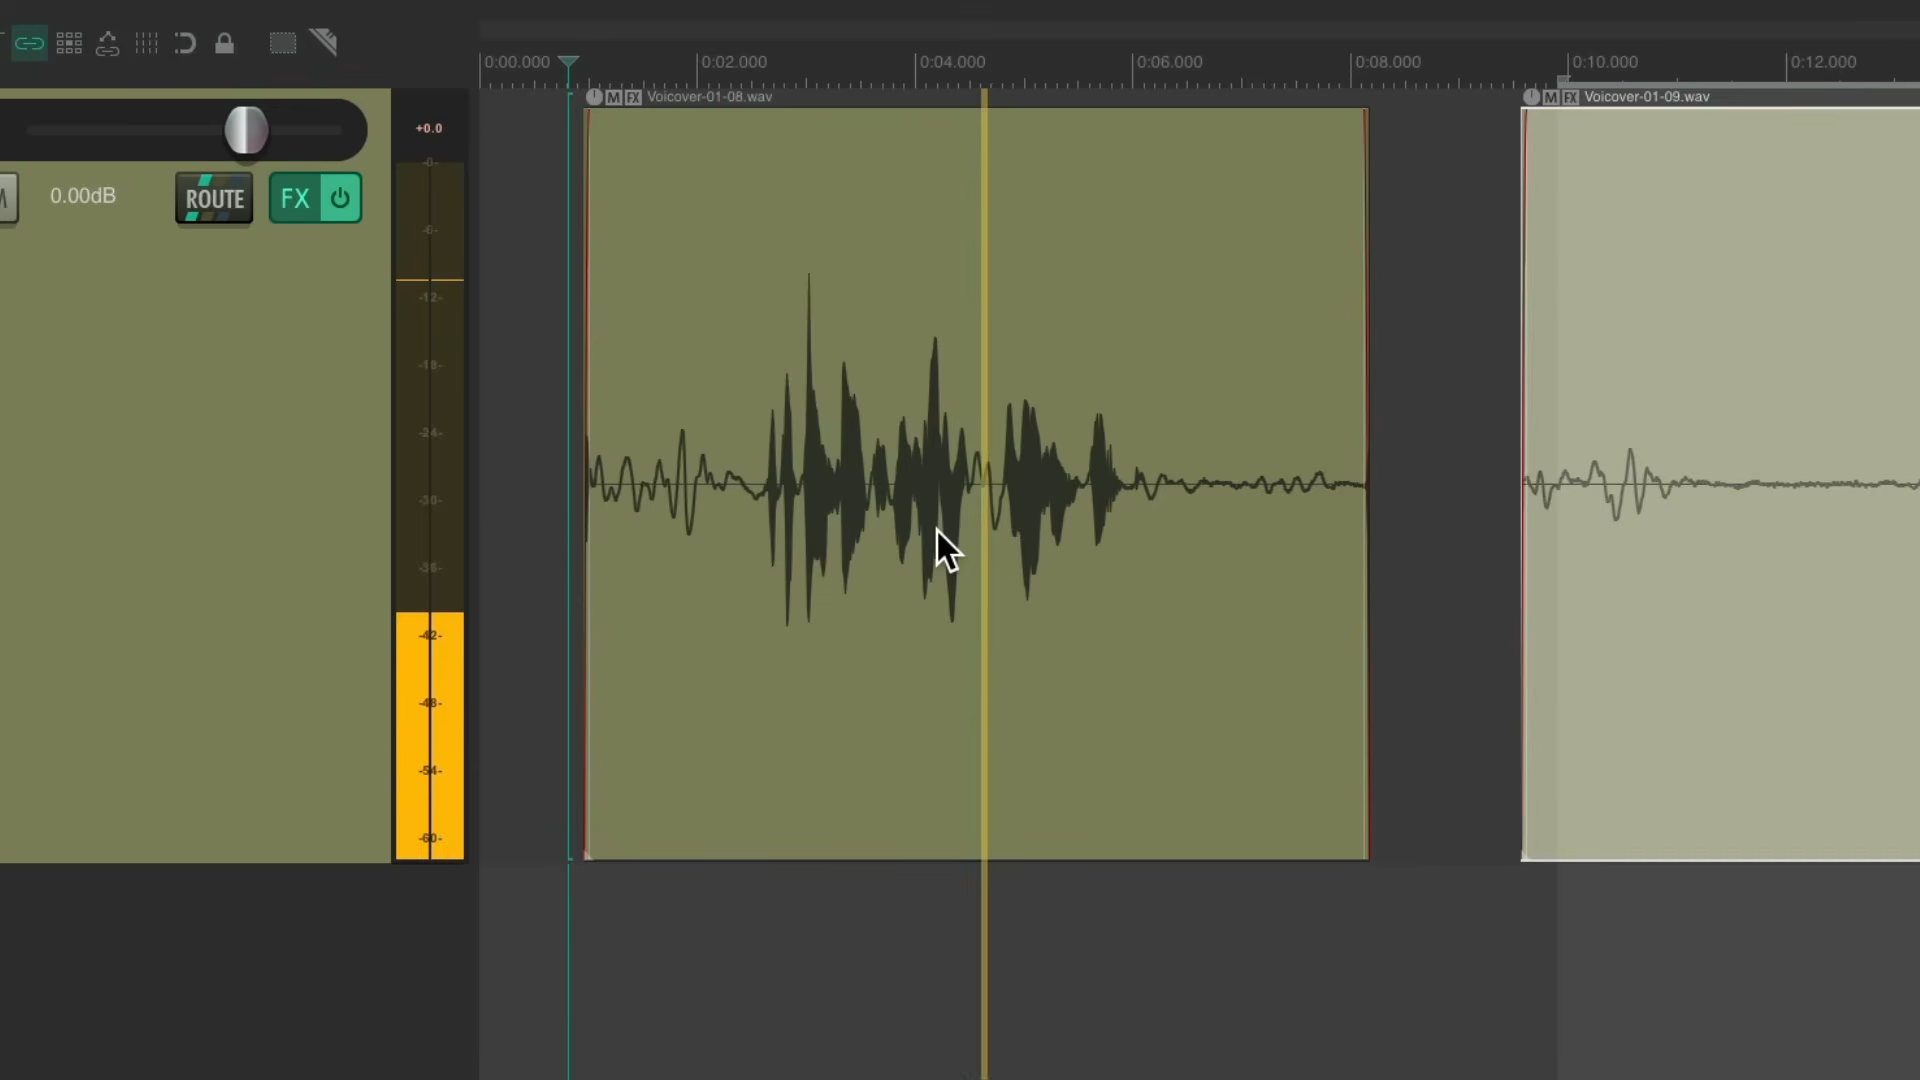 0:00.000 0:02.000 0:04.000 0:06.000 0:08.000 0:10.000 0:12.000
M FX Voicover-01-08.wav
M FX Voicover-01-09.wav
+0.0
0.00dB
ROUTE
FX
M
-0-
-6-
-12-
-18-
-24-
-30-
-36-
-42-
-48-
-54-
-60-